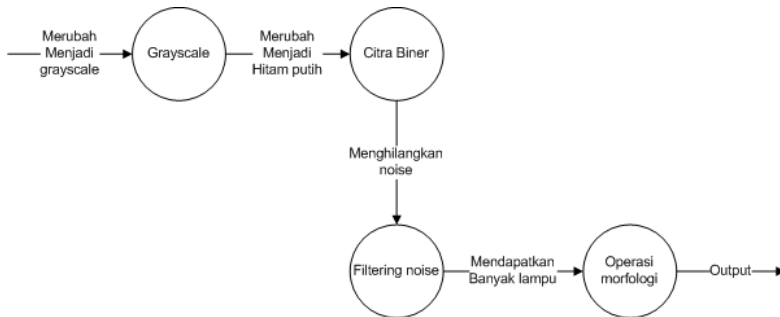 Merubah
Menjadi
grayscale
Grayscale
Merubah
Menjadi
Hitam putih
Citra Biner
Menghilangkan
noise
Filtering noise
Mendapatkan
Banyak lampu
Operasi
morfologi
Output